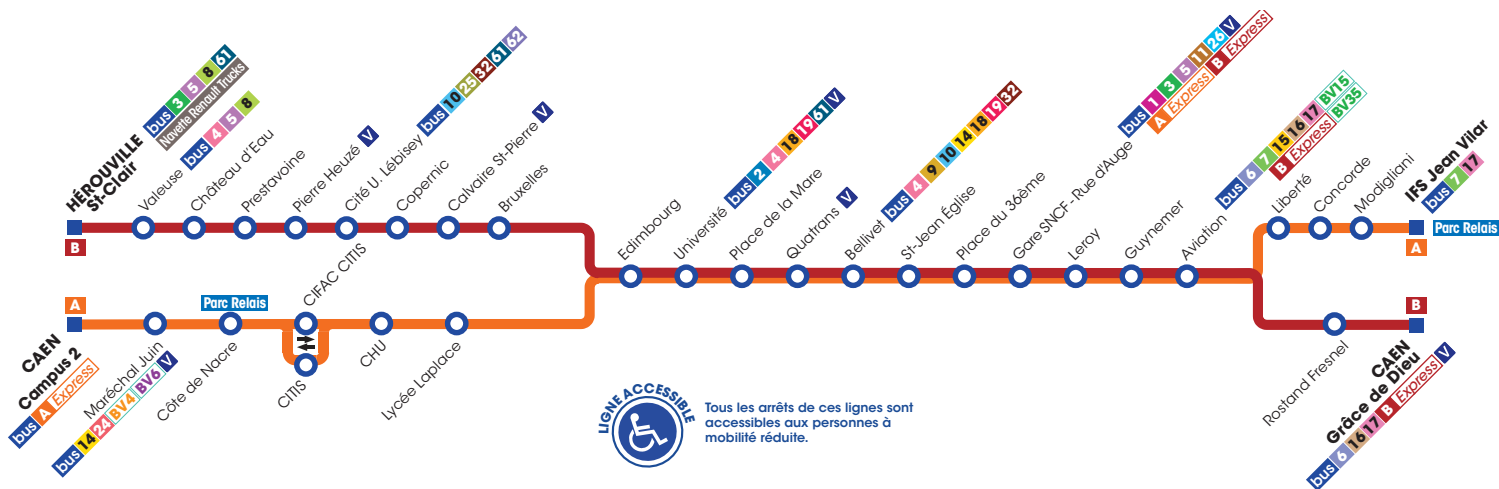 HÉROUVILLE
St-Clair
bus 3 5 8 61
Navette Renault Trucks
B
Valeuse
bus 4 5 8
Château d'Eau
Prestavoine
Pierre Heuzé V
Cité U. Lébisey
bus 10 25 32 61 62
Copernic
Calvaire St-Pierre V
Bruxelles
Edimbourg
Université
bus 2 4 18 19 61 V
Place de la Mare
Quatrans V
Bellivet
bus 4 9 10 14 18 19 32
St-Jean Église
Place du 36ème
Gare SNCF - Rue d'Auge
bus 1 3 5 11 26 V
A Express B Express
Leroy
Guynemer
Aviation
bus 6 7 15 16 17 BV15
B Express BV35
Liberté
Concorde
Modigliani
IFS Jean Vilar
bus 7 17
Parc Relais
A
A
CAEN
Campus 2
bus A Express
Maréchal Juin
bus 14 24 BV4 BV6 V
Parc Relais
Côte de Nacre
CIFAC CITIS
CITIS
CHU
Lycée Laplace
Rostand Fresnel
B
CAEN
Grâce de Dieu
bus 6 16 17 B Express V
LIGNE ACCESSIBLE
Tous les arrêts de ces lignes sont
accessibles aux personnes à
mobilité réduite.